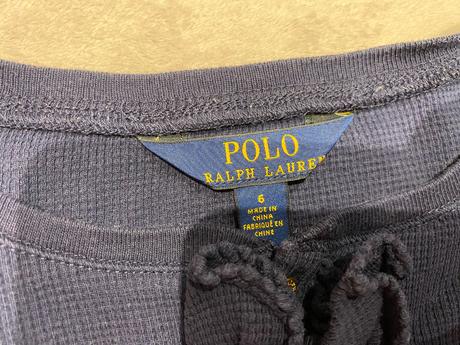 POLO
RALPH LAUREN
6
MADE IN
CHINA
FABRIQUÉ EN
CHINE